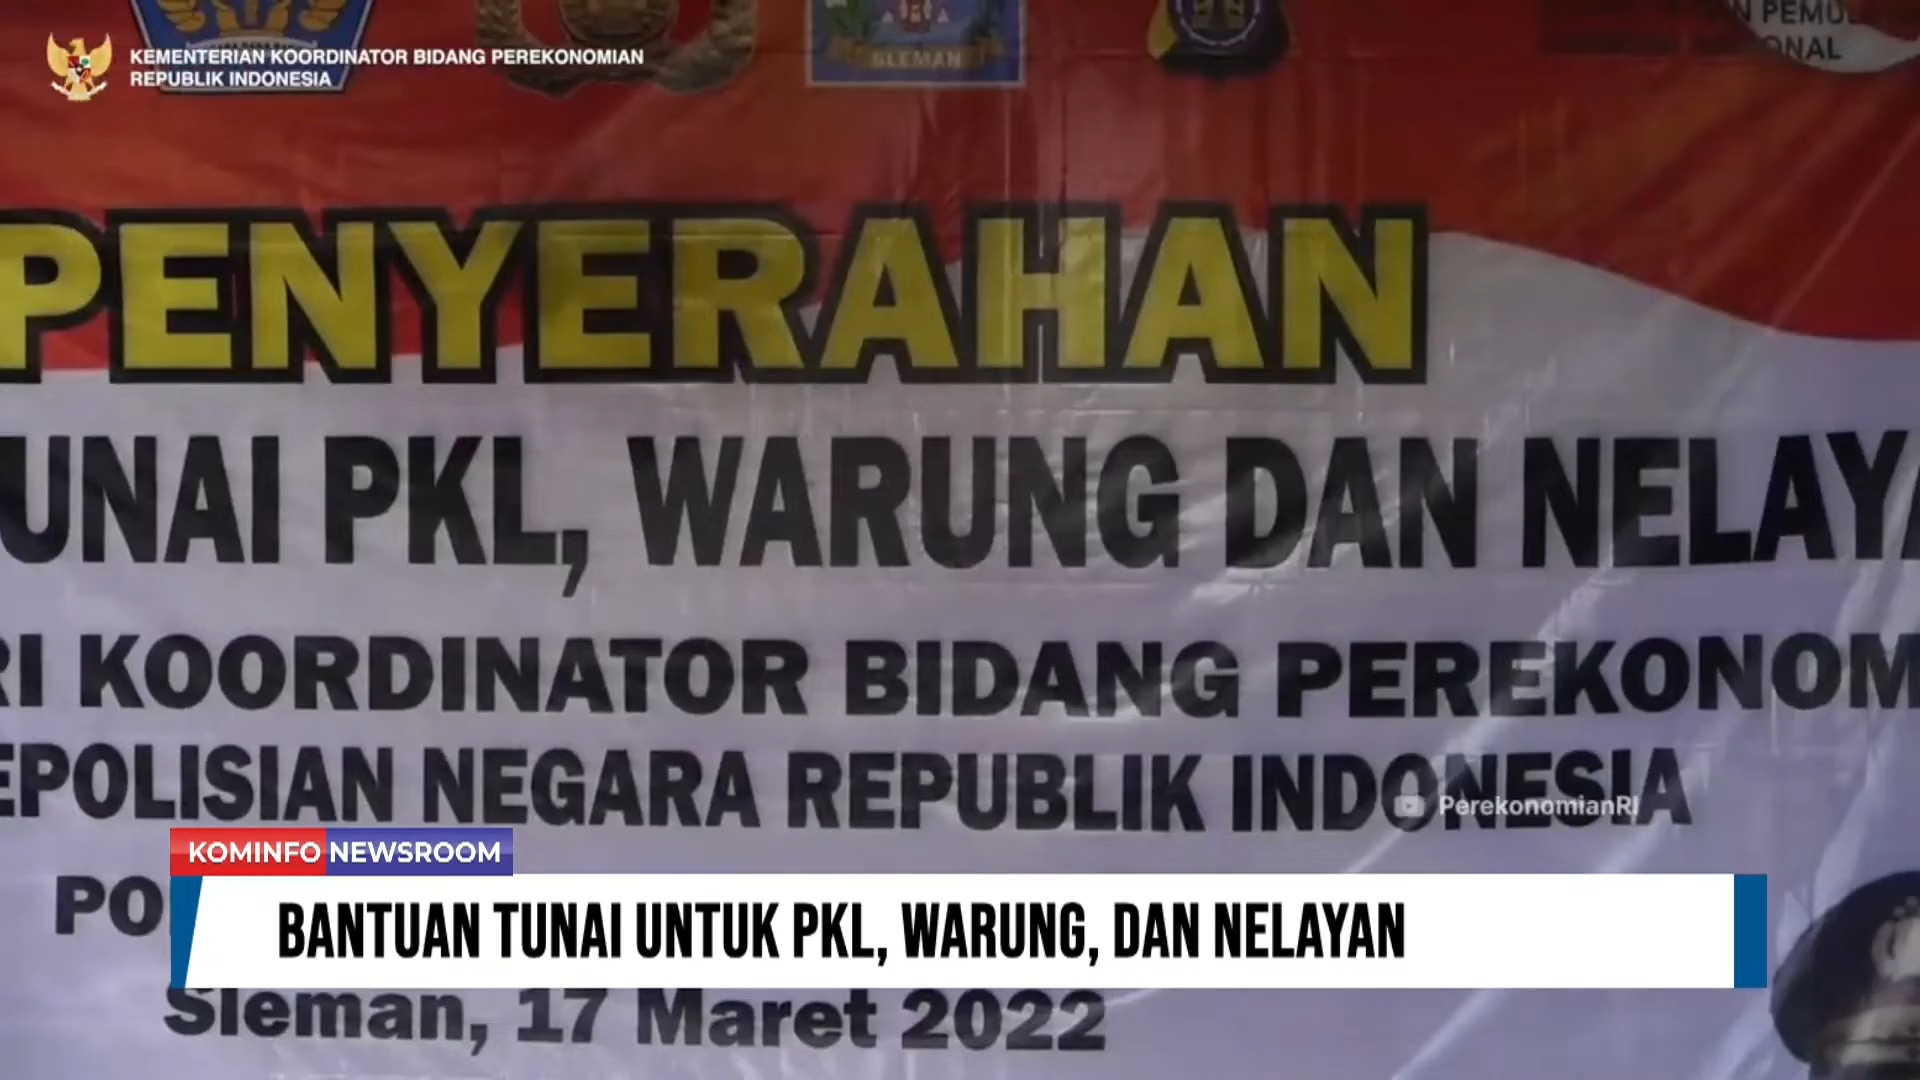 KEMENTERIAN KOORDINATOR BIDANG PEREKONOMIAN
REPUBLIK INDONESIA
SLEMAN
PENYERAHAN
UNAI PKL, WARUNG DAN NELAYA
RI KOORDINATOR BIDANG PEREKONOM
EPOLISIAN NEGARA REPUBLIK INDONESIA
PerekonomianRI
KOMINFO NEWSROOM
PO
BANTUAN TUNAI UNTUK PKL, WARUNG, DAN NELAYAN
Sleman, 17 Maret 2022